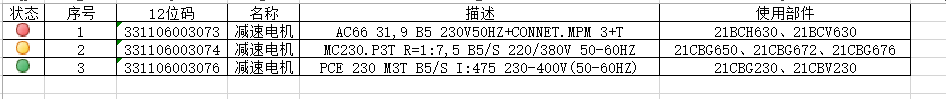 状态 序号 12位码 名称 描述 使用部件
1 331106003073 减速电机 AC66 31,9 B5 230V50HZ+CONNET.MPM 3+T 21BCH630、21BCV630
2 331106003074 减速电机 MC230.P3T R=1:7,5 B5/S 220/380V 50-60HZ 21CBG650、21CBG672、21CBG676
3 331106003076 减速电机 PCE 230 M3T B5/S I:475 230-400V(50-60HZ) 21CBG230、21CBV230